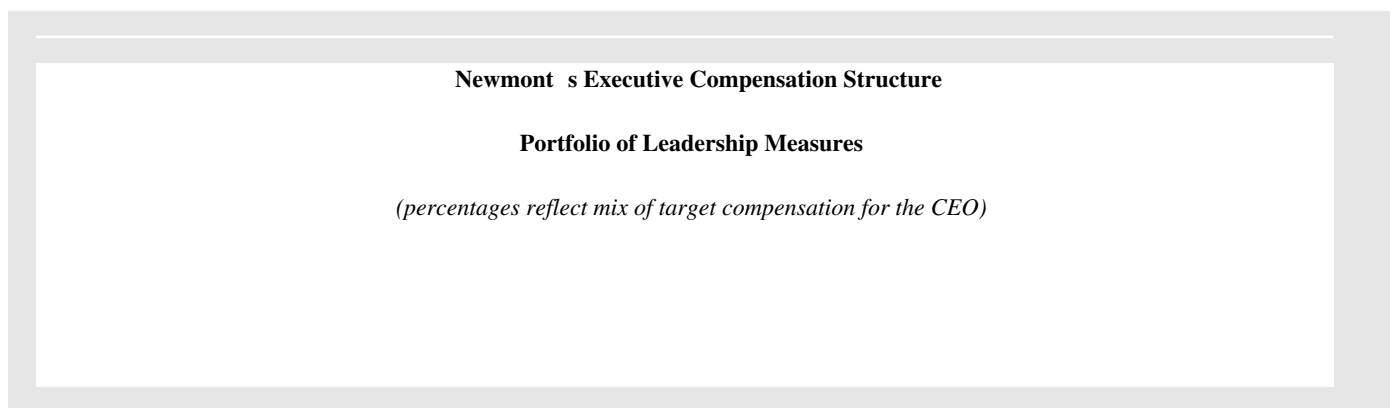 Newmont s Executive Compensation Structure
Portfolio of Leadership Measures
(percentages reflect mix of target compensation for the CEO)